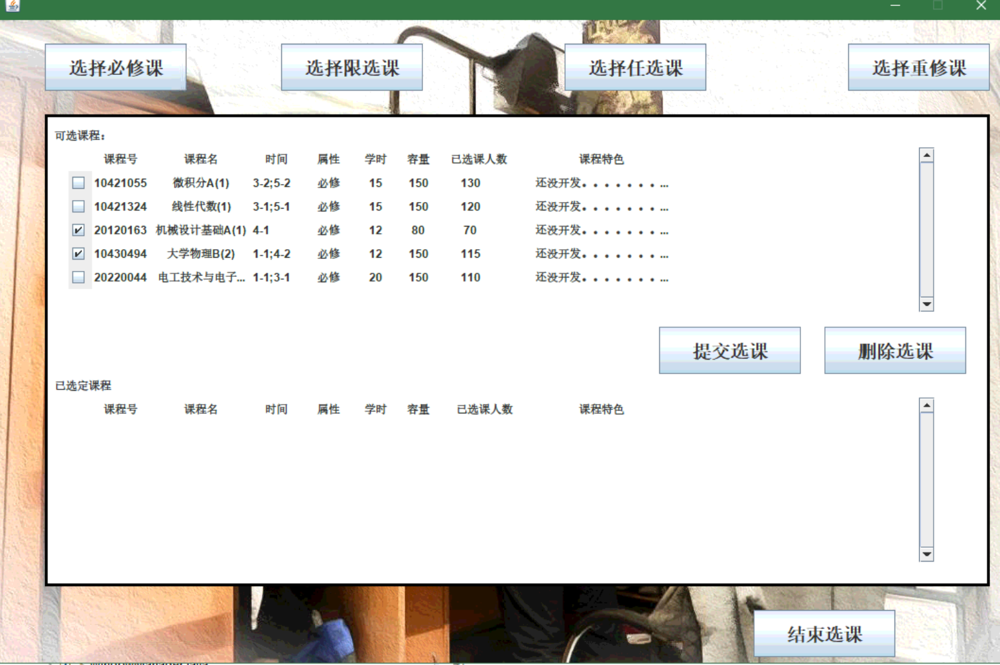 选择必修课 选择限选课 选择任选课 选择重修课
可选课程：
课程号 课程名 时间 属性 学时 容量 已选课人数 课程特色
10421055 微积分A(1) 3-2;5-2 必修 15 150 130 还没开发。。。。。。。...
10421324 线性代数(1) 3-1;5-1 必修 15 150 120 还没开发。。。。。。。...
20120163 机械设计基础A(1) 4-1 必修 12 80 70 还没开发。。。。。。。...
10430494 大学物理B(2) 1-1;4-2 必修 12 150 115 还没开发。。。。。。。...
20220044 电工技术与电子... 1-1;3-1 必修 20 150 110 还没开发。。。。。。。...
提交选课 删除选课
已选定课程
课程号 课程名 时间 属性 学时 容量 已选课人数 课程特色
结束选课